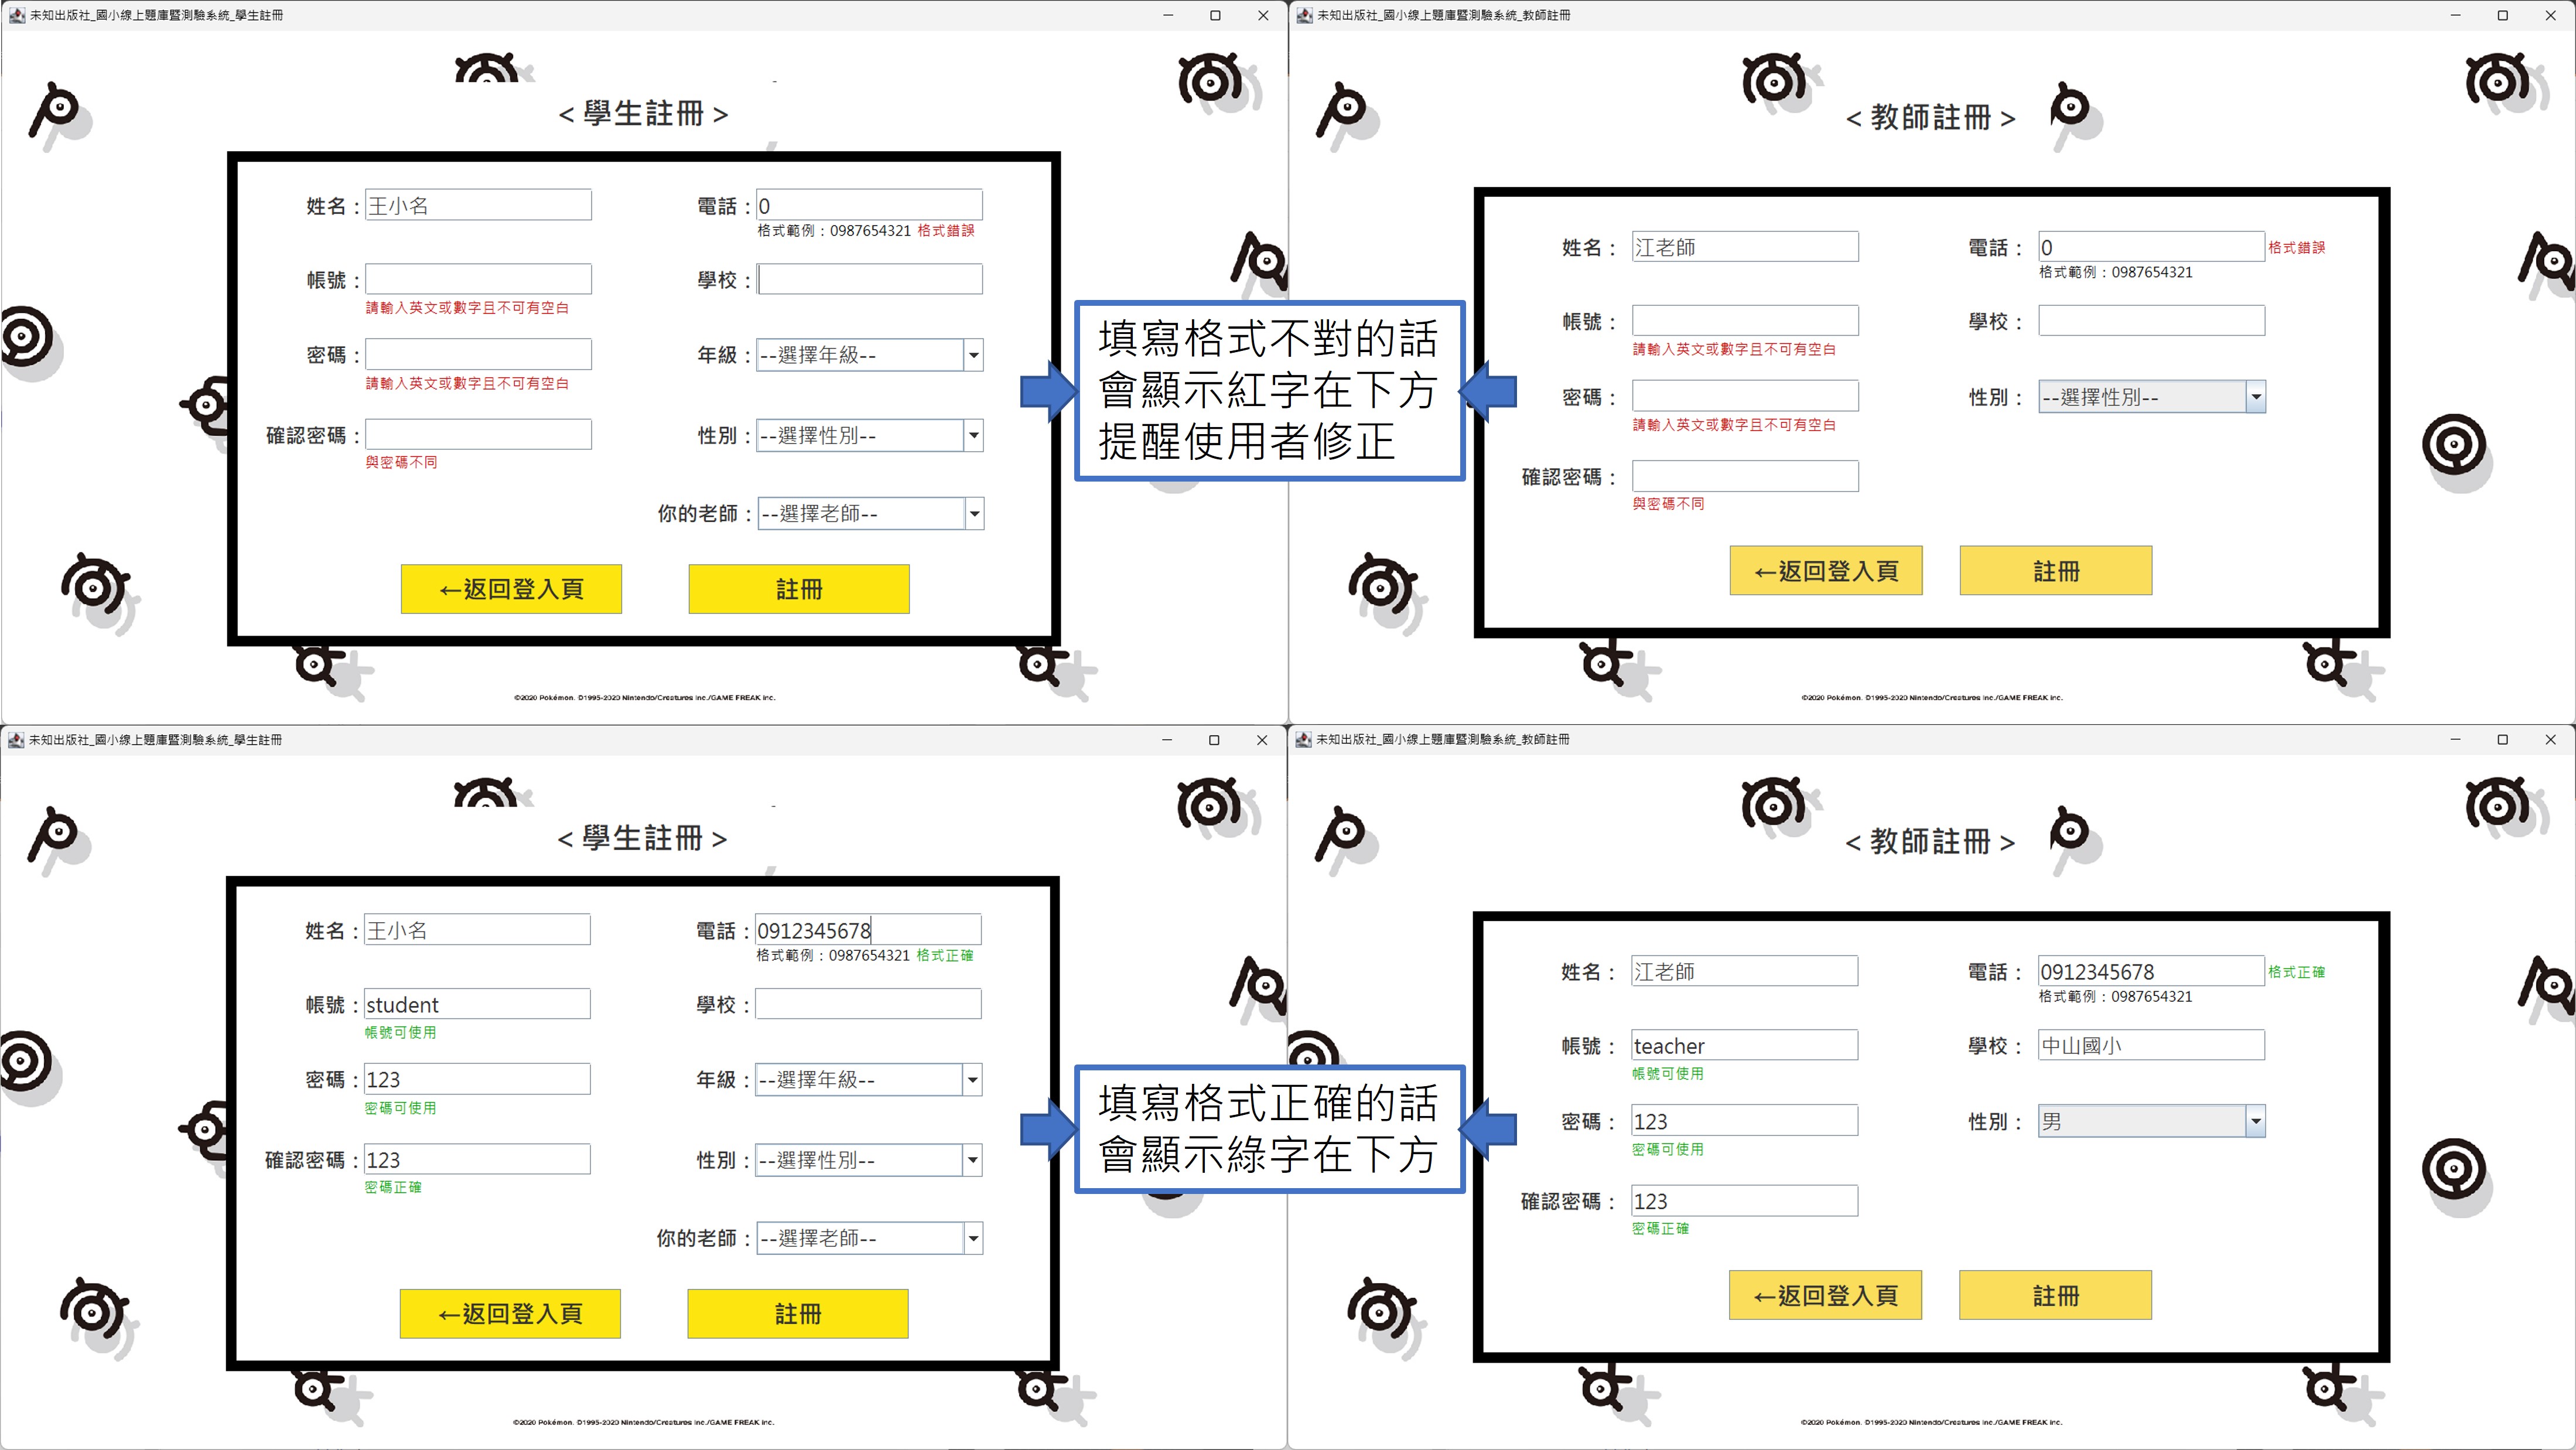 未知出版社_國小線上題庫暨測驗系統_學生註冊
<學生註冊>
姓名：王小名
電話：0
格式範例：0987654321 格式錯誤
帳號：
學校：
請輸入英文或數字且不可有空白
密碼：
年級：--選擇年級--
請輸入英文或數字且不可有空白
確認密碼：
性別：--選擇性別--
與密碼不同
你的老師：--選擇老師--
←返回登入頁
註冊
©2020 Pokémon. ©1995-2020 Nintendo/Creatures Inc./GAME FREAK inc.
未知出版社_國小線上題庫暨測驗系統_教師註冊
<教師註冊>
姓名：江老師
電話：0 格式錯誤
格式範例：0987654321
帳號：
學校：
請輸入英文或數字且不可有空白
密碼：
性別：--選擇性別--
請輸入英文或數字且不可有空白
確認密碼：
與密碼不同
←返回登入頁
註冊
©2020 Pokémon. ©1995-2020 Nintendo/Creatures Inc./GAME FREAK inc.
填寫格式不對的話
會顯示紅字在下方
提醒使用者修正
未知出版社_國小線上題庫暨測驗系統_學生註冊
<學生註冊>
姓名：王小名
電話：0912345678
格式範例：0987654321 格式正確
帳號：student
學校：
帳號可使用
密碼：123
年級：--選擇年級--
密碼可使用
確認密碼：123
性別：--選擇性別--
密碼正確
你的老師：--選擇老師--
←返回登入頁
註冊
©2020 Pokémon. ©1995-2020 Nintendo/Creatures Inc./GAME FREAK inc.
未知出版社_國小線上題庫暨測驗系統_教師註冊
<教師註冊>
姓名：江老師
電話：0912345678 格式正確
格式範例：0987654321
帳號：teacher
學校：中山國小
帳號可使用
密碼：123
性別：男
密碼可使用
確認密碼：123
密碼正確
←返回登入頁
註冊
©2020 Pokémon. ©1995-2020 Nintendo/Creatures Inc./GAME FREAK inc.
填寫格式正確的話
會顯示綠字在下方